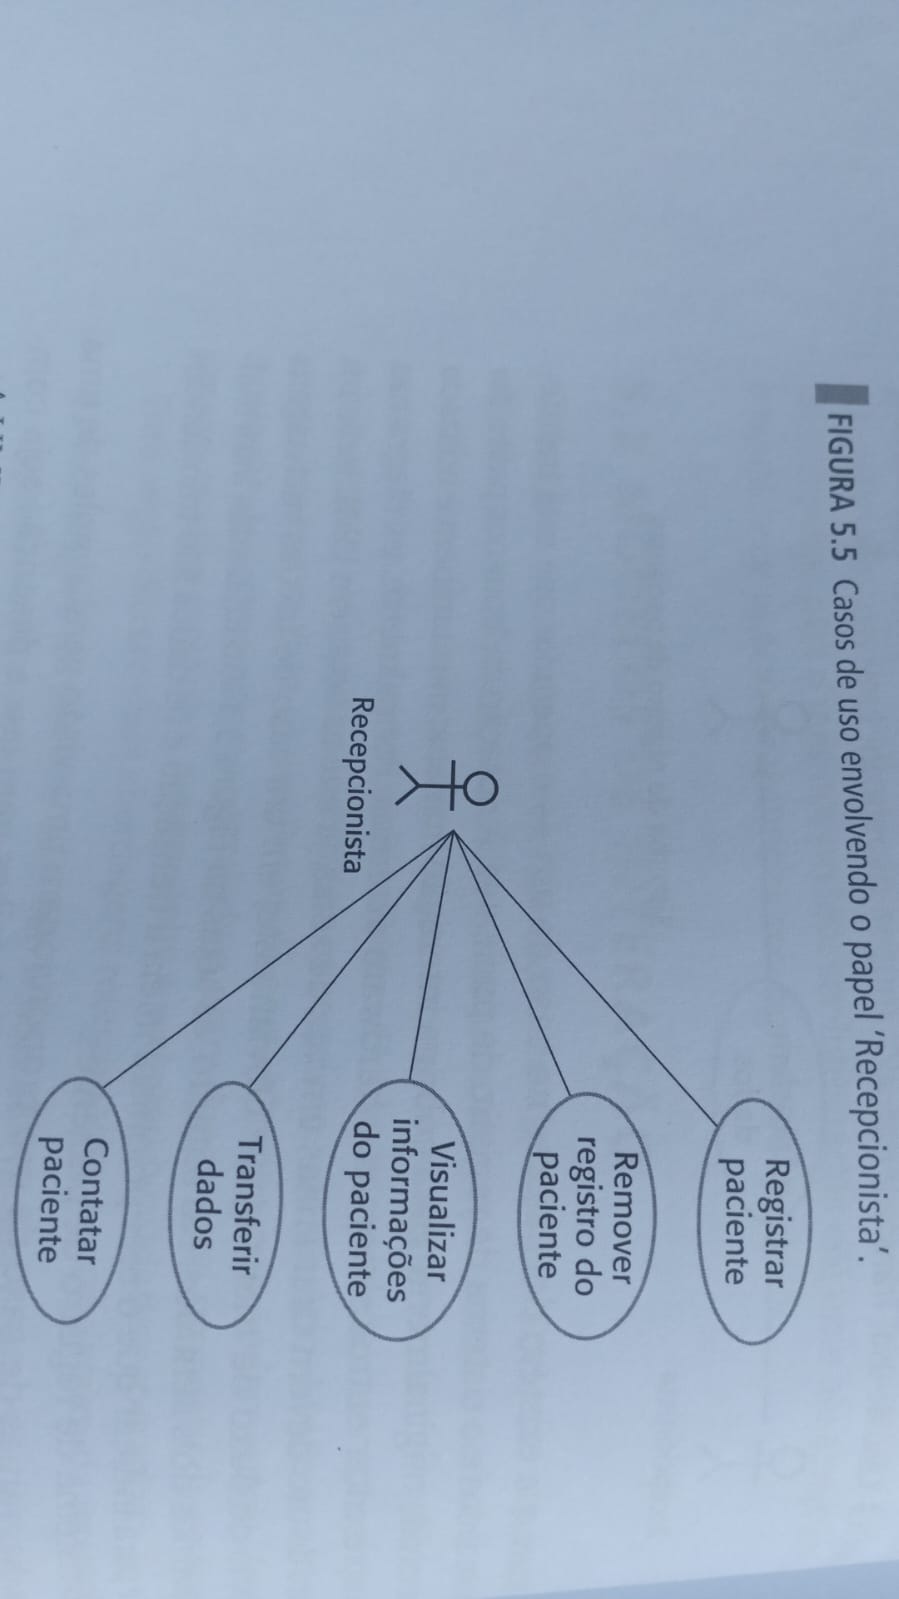 FIGURA 5.5 Casos de uso envolvendo o papel ‘Recepcionista’.
Registrar
paciente
Remover
registro do
paciente
Visualizar
informações
do paciente
Recepcionista
Transferir
dados
Contatar
paciente